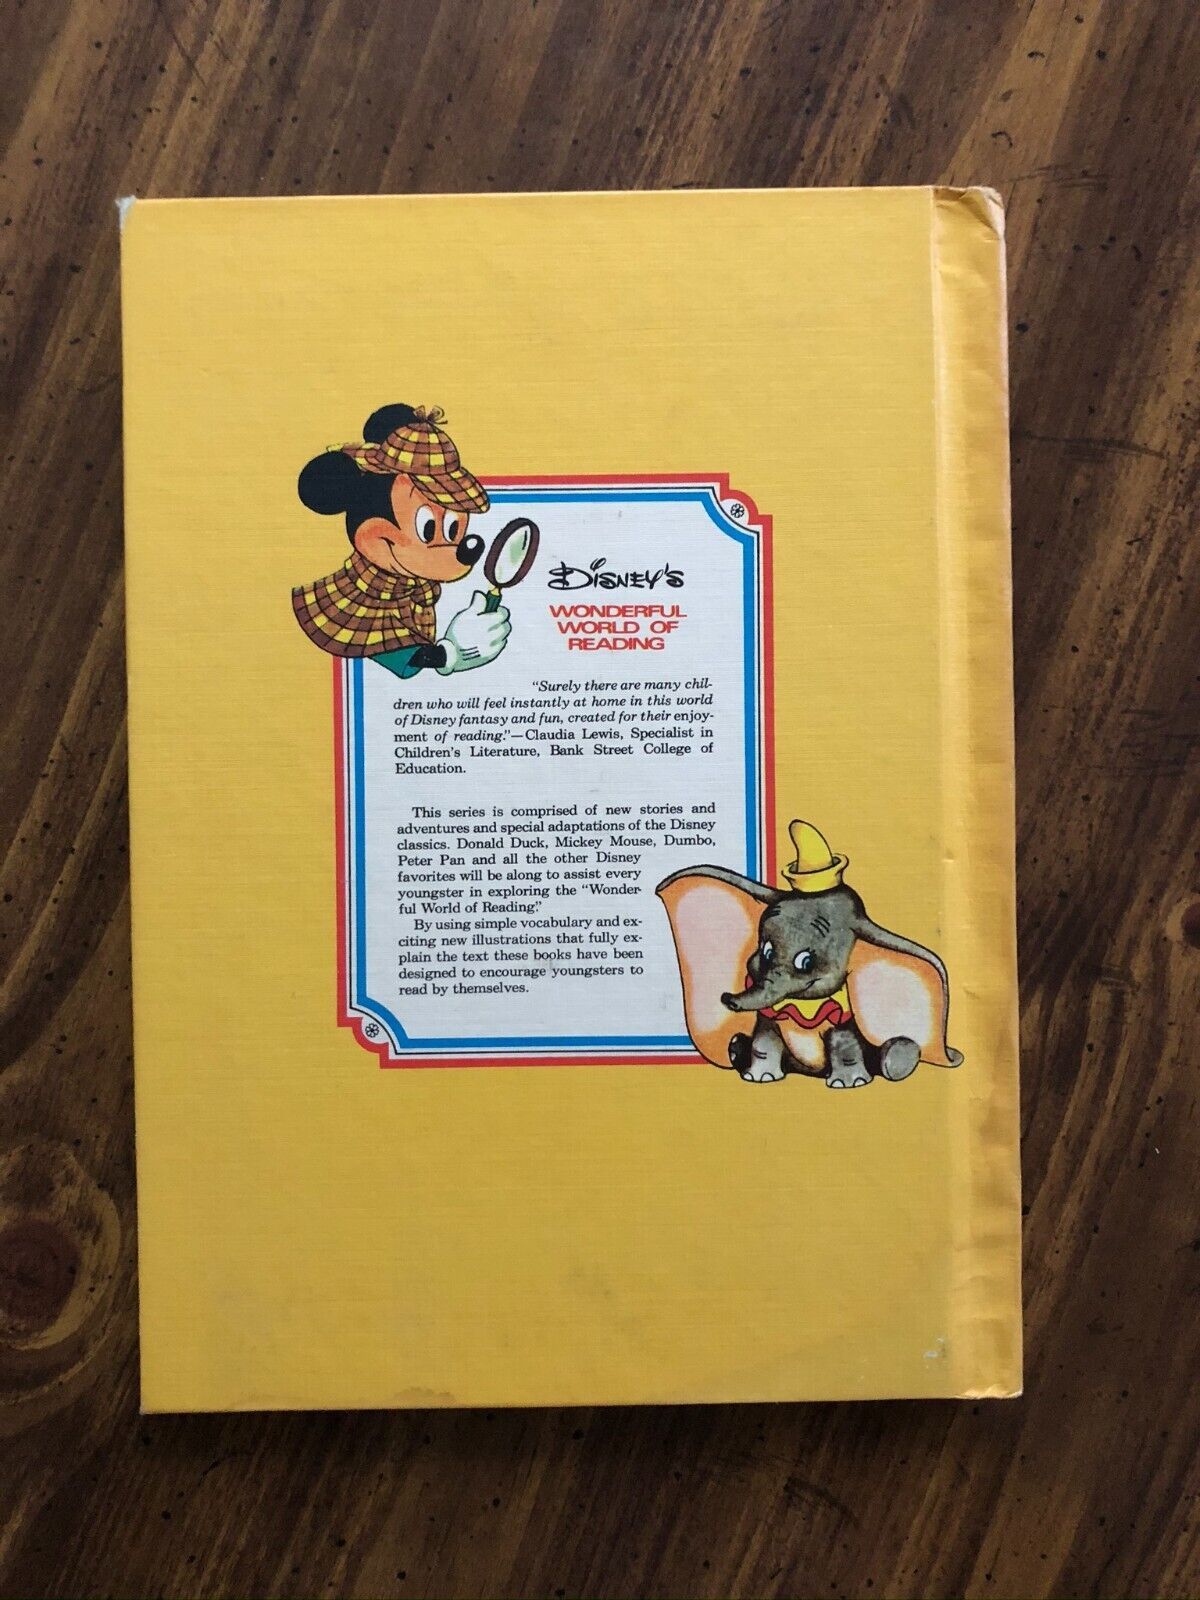 DISNEY'S
WONDERFUL
WORLD OF
READING
"Surely there are many chil-
dren who will feel instantly at home in this world
of Disney fantasy and fun, created for their enjoy-
ment of reading."—Claudia Lewis, Specialist in
Children's Literature, Bank Street College of
Education.
This series is comprised of new stories and
adventures and special adaptations of the Disney
classics. Donald Duck, Mickey Mouse, Dumbo,
Peter Pan and all the other Disney
favorites will be along to assist every
youngster in exploring the "Wonder-
ful World of Reading."
By using simple vocabulary and ex-
citing new illustrations that fully ex-
plain the text these books have been
designed to encourage youngsters to
read by themselves.